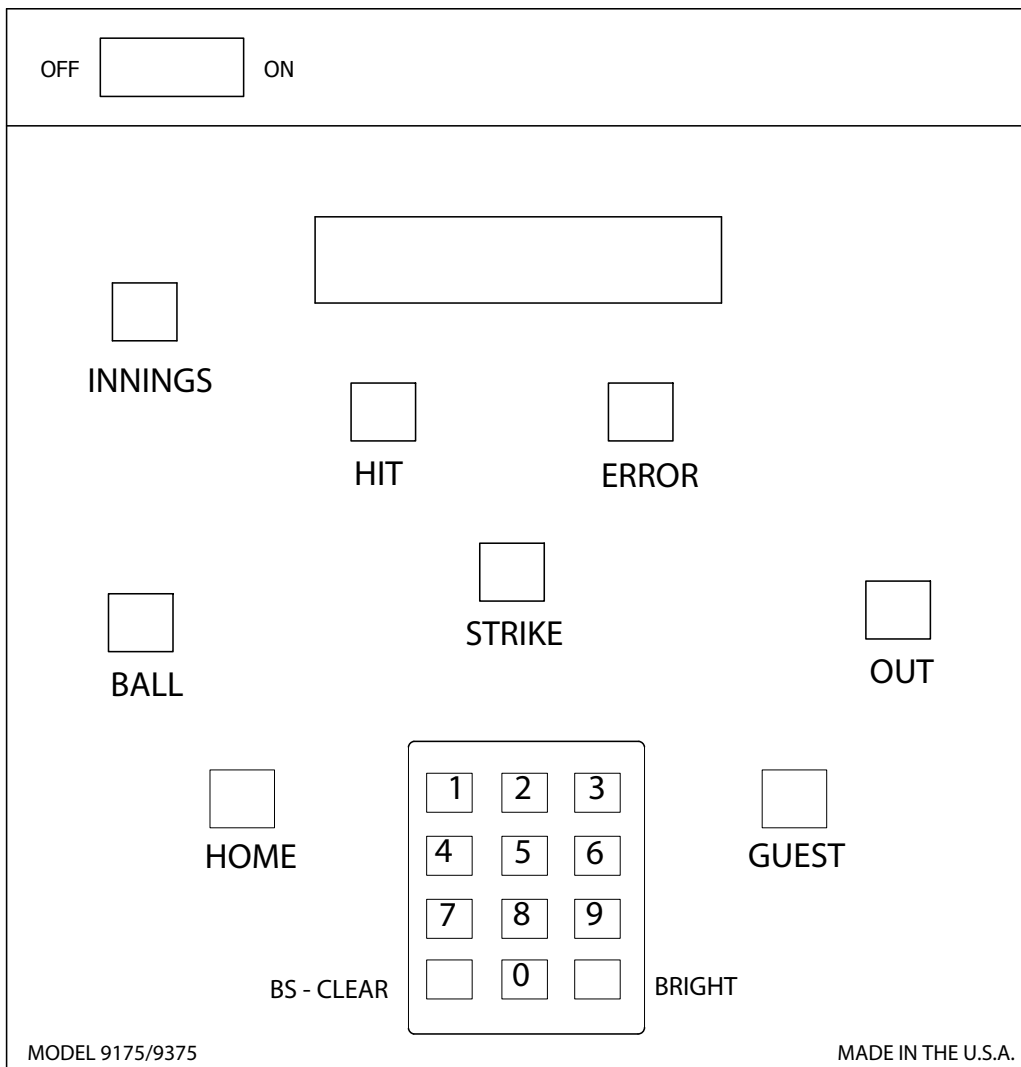 OFF ON
INNINGS
HIT ERROR
STRIKE
BALL OUT
1 2 3
HOME 4 5 6 GUEST
7 8 9
BS - CLEAR 0 BRIGHT
MODEL 9175/9375 MADE IN THE U.S.A.